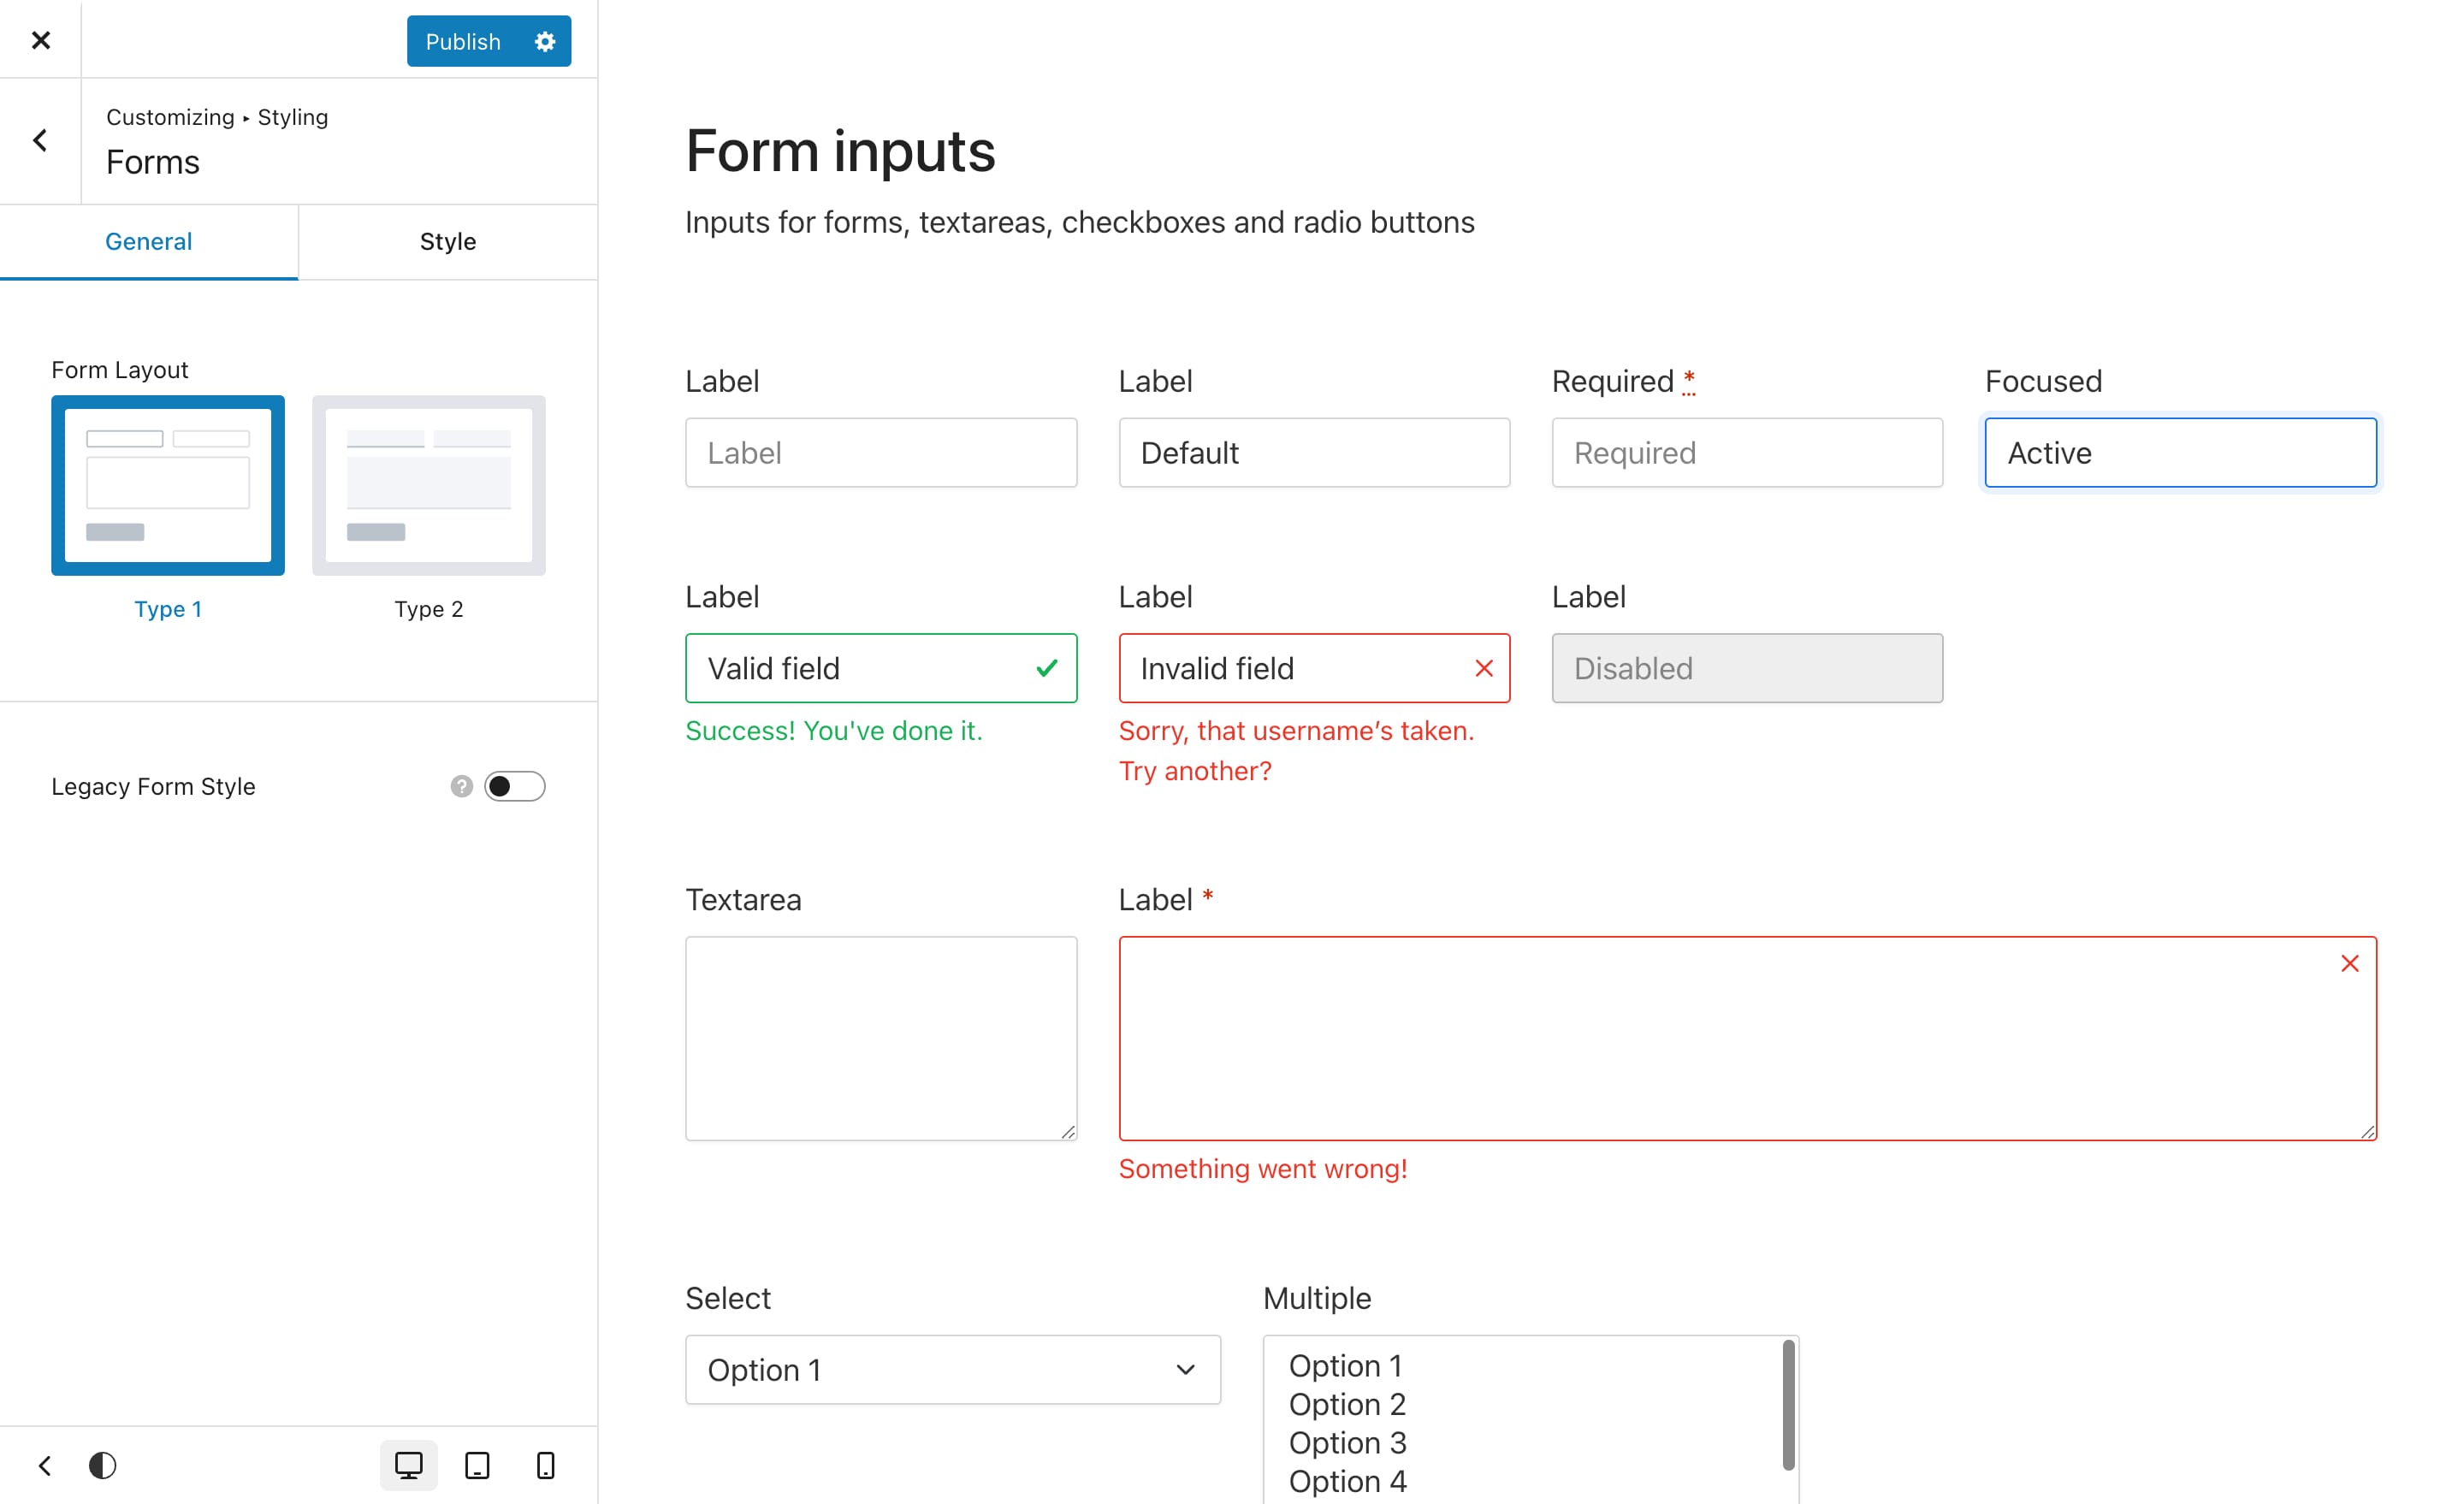 Publish
Customizing ▸ Styling
Forms
General
Style
Form Layout
Type 1
Type 2
Legacy Form Style
?
Form inputs
Inputs for forms, textareas, checkboxes and radio buttons
Label
Label
Required *
Focused
Label
Default
Required
Active
Label
Label
Label
Valid field
Invalid field
Disabled
Success! You've done it.
Sorry, that username’s taken.
Try another?
Textarea
Label *
Something went wrong!
Select
Multiple
Option 1
Option 1
Option 2
Option 3
Option 4